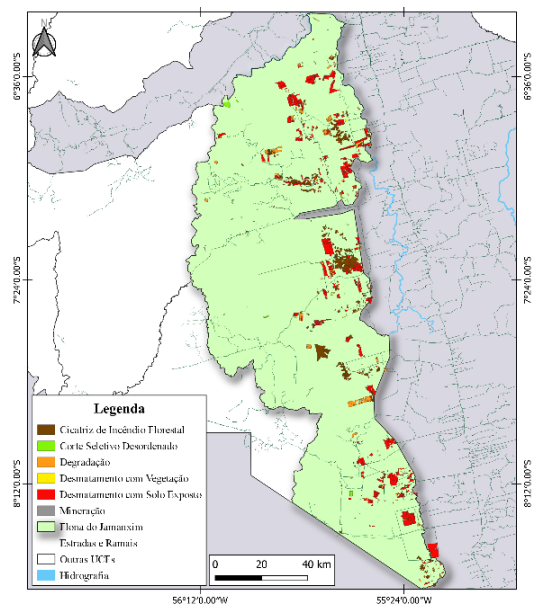 N
6°36'0.00"S
6°36'0.00"S
7°24'0.00"S
7°24'0.00"S
8°12'0.00"S
8°12'0.00"S
Legenda
Cicatriz de Incêndio Florestal
Corte Seletivo Desordenado
Degradação
Desmatamento com Vegetação
Desmatamento com Solo Exposto
Mineração
Flona do Jamanxim
Estradas e Ramais
Outras UCTs
Hidrografia
0 20 40 km
56°12'0.00"W
55°24'0.00"W